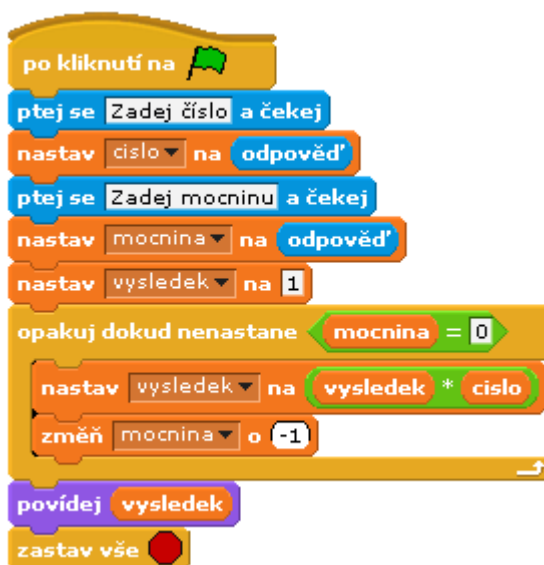 po kliknutí na
ptej se Zadej číslo a čekej
nastav cislo na odpověď
ptej se Zadej mocninu a čekej
nastav mocnina na odpověď
nastav vysledek na 1
opakuj dokud nenastane mocnina = 0
nastav vysledek na vysledek * cislo
změň mocnina o -1
povídej vysledek
zastav vše